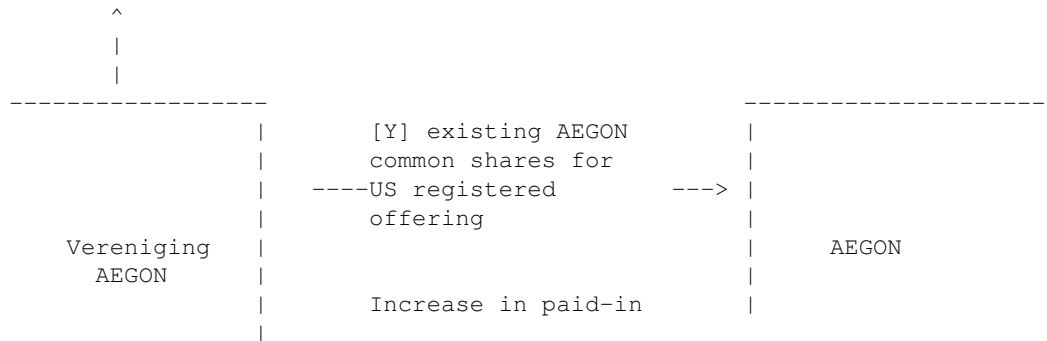 ^
|
|
------------------ ---------------------
| [Y] existing AEGON |
| common shares for |
| ----US registered ---> |
| offering |
Vereniging | | AEGON
AEGON | |
| Increase in paid-in |
|